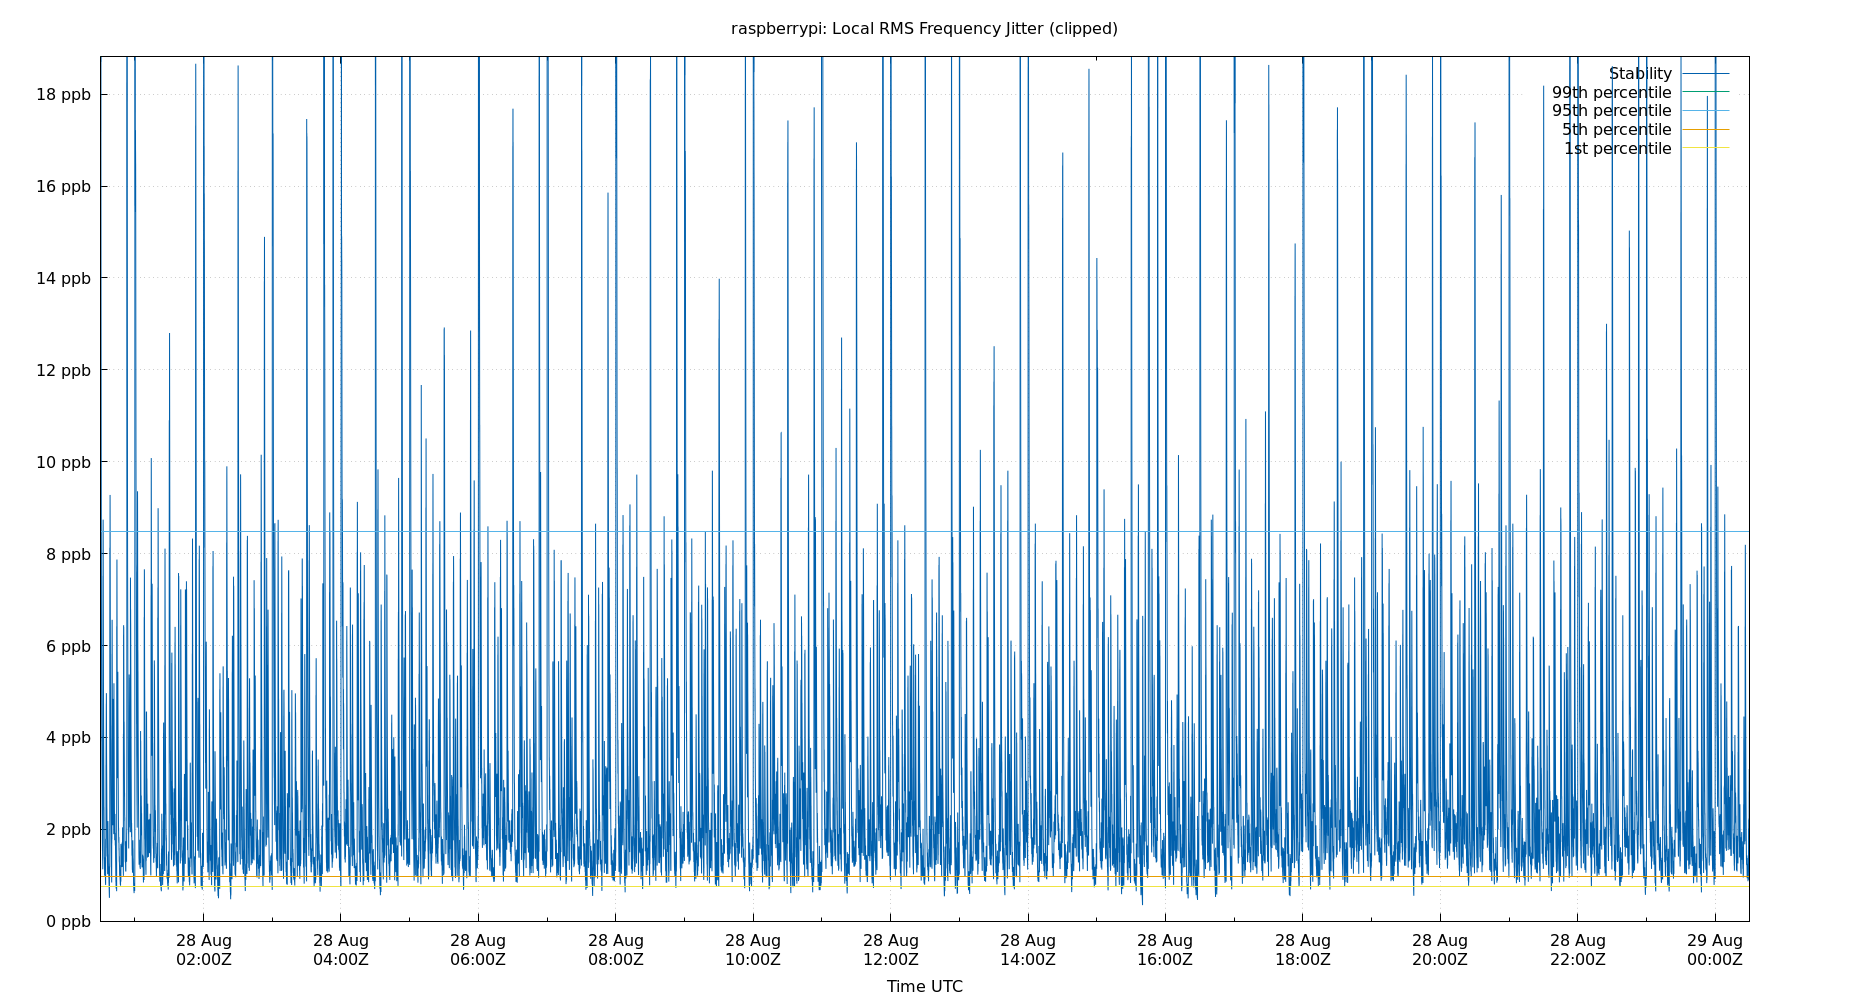 raspberrypi: Local RMS Frequency Jitter (clipped)
Stability
99th percentile
95th percentile
5th percentile
1st percentile
18 ppb
16 ppb
14 ppb
12 ppb
10 ppb
8 ppb
6 ppb
4 ppb
2 ppb
0 ppb
28 Aug 28 Aug 28 Aug 28 Aug 28 Aug 28 Aug 28 Aug 28 Aug 28 Aug 28 Aug 28 Aug 29 Aug
02:00Z 04:00Z 06:00Z 08:00Z 10:00Z 12:00Z 14:00Z 16:00Z 18:00Z 20:00Z 22:00Z 00:00Z
Time UTC